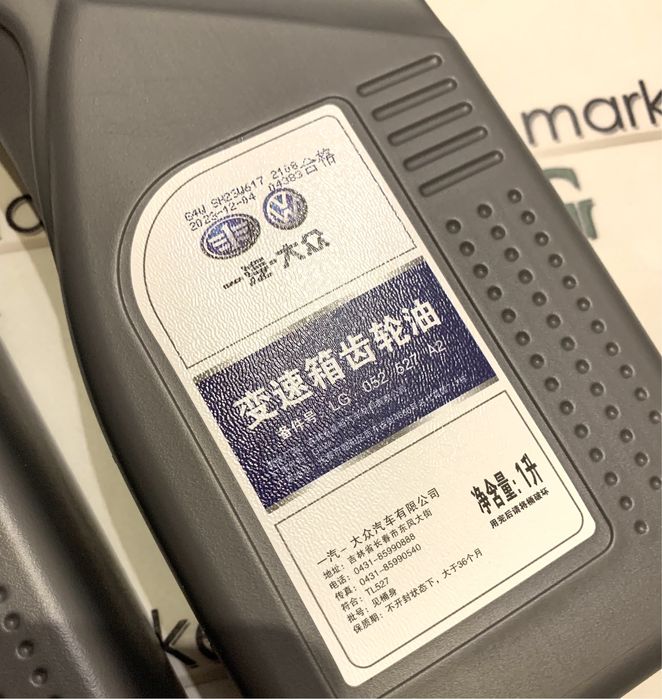 G4W SH23W617 2168
2023-12-04 04383 合格
一汽-大众
变速箱齿轮油
备件号：LG 052 527 A2
净含量：1升
用完后请将桶破坏
一汽-大众汽车有限公司
地址：吉林省长春市东风大街
电话：0431-85990888
传真：0431-85990540
符合：TL527
批号：见桶身
保质期：不开封状态下，大于36个月
mark